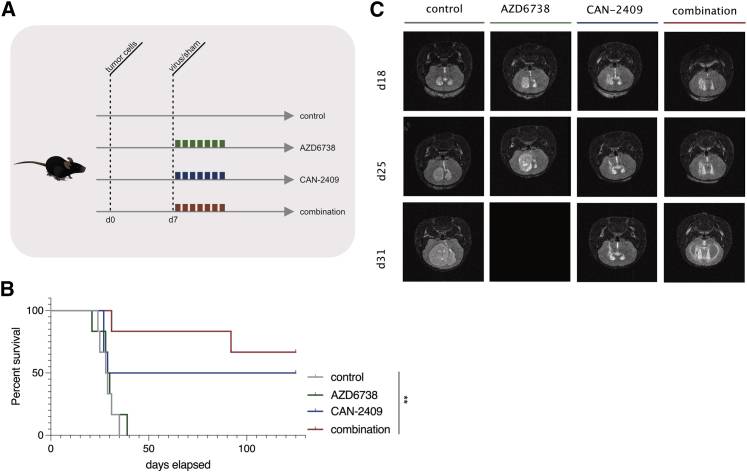 A
tumor cells
virus/sham
control
AZD6738
CAN-2409
combination
d0
d7
B
100
50
0
Percent survival
0
50
100
days elapsed
control
AZD6738
CAN-2409
combination
**
C
control
AZD6738
CAN-2409
combination
d18
d25
d31